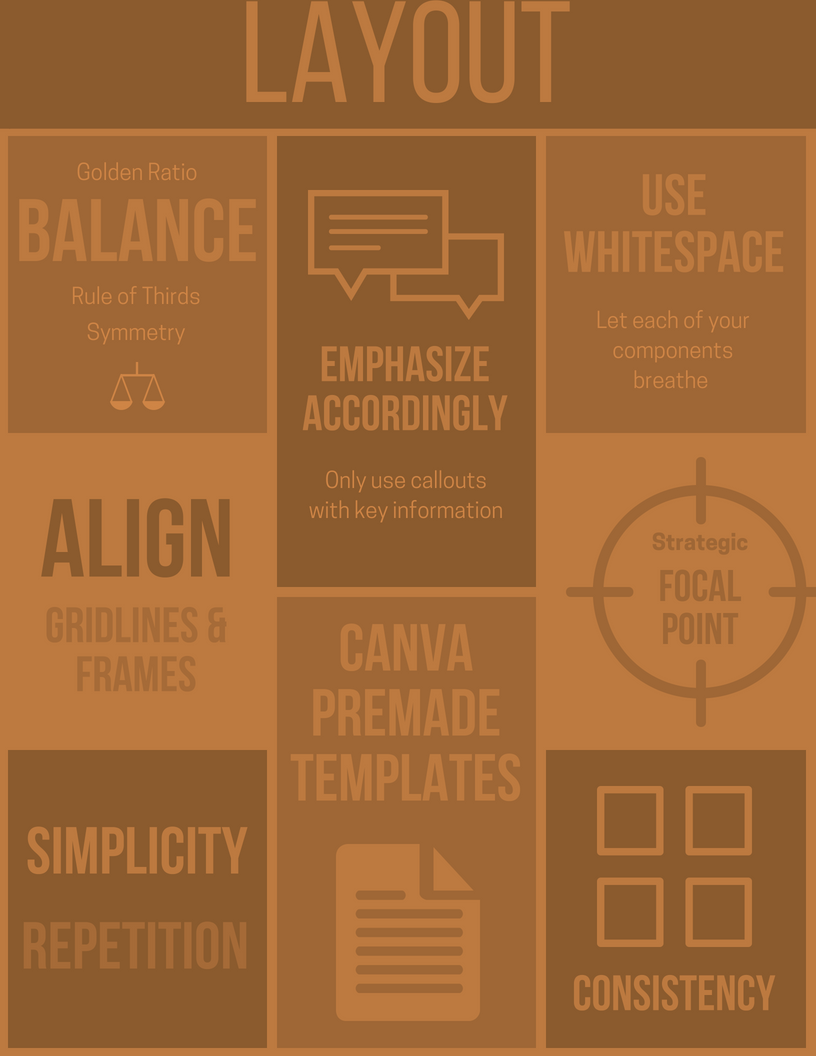 LAYOUT
Golden Ratio
BALANCE
Rule of Thirds
Symmetry
EMPHASIZE
ACCORDINGLY
Only use callouts
with key information
USE
WHITESPACE
Let each of your
components
breathe
ALIGN
GRIDLINES &
FRAMES
Strategic
FOCAL
POINT
CANVA
PREMADE
TEMPLATES
SIMPLICITY
REPETITION
CONSISTENCY